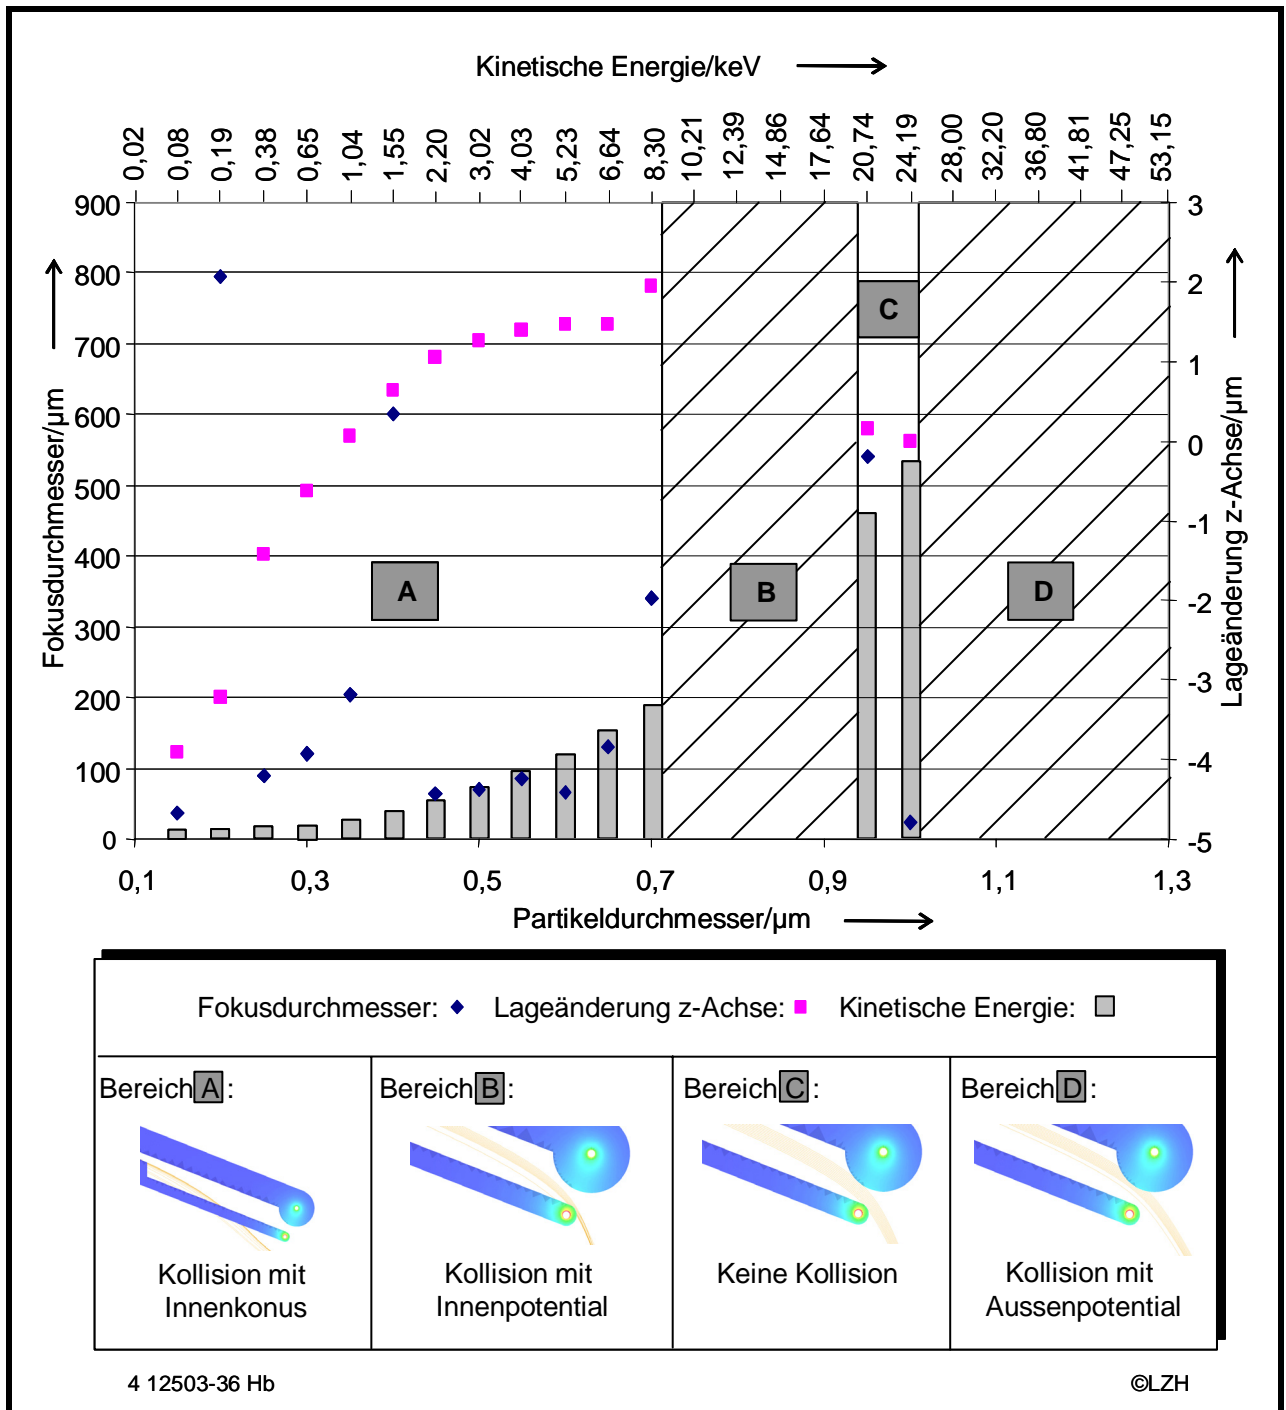 Kinetische Energie/keV
0,02 0,08 0,19 0,38 0,65 1,04 1,55 2,20 3,02 4,03 5,23 6,64 8,30 10,21 12,39 14,86 17,64 20,74 24,19 28,00 32,20 36,80 41,81 47,25 53,15
900
800
700
600
500
400
300
200
100
0
Fokusdurchmesser/µm
3
2
1
0
-1
-2
-3
-4
-5
Lageänderung z-Achse/µm
A
B
C
D
0,1 0,3 0,5 0,7 0,9 1,1 1,3
Partikeldurchmesser/µm
Fokusdurchmesser: Lageänderung z-Achse: Kinetische Energie:
Bereich A :
Kollision mit
Innenkonus
Bereich B :
Kollision mit
Innenpotential
Bereich C :
Keine Kollision
Bereich D :
Kollision mit
Aussenpotential
4 12503-36 Hb
©LZH